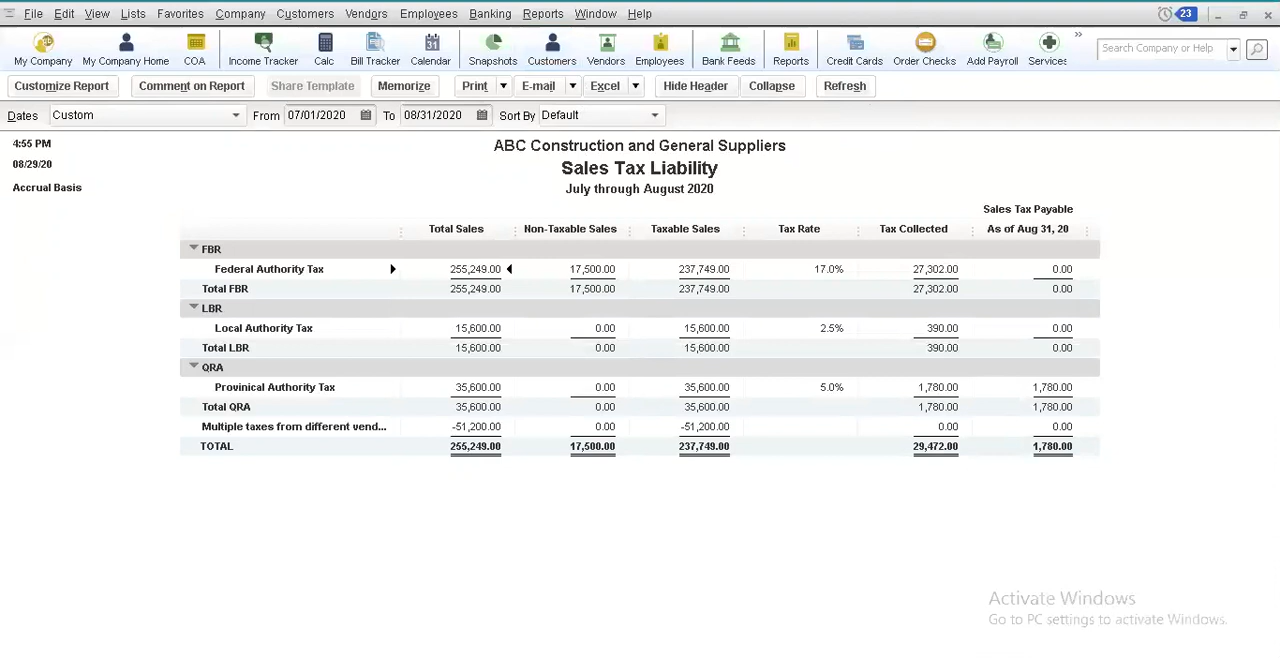 File Edit View Lists Favorites Company Customers Vendors Employees Banking Reports Window Help 23
My Company My Company Home COA Income Tracker Calc Bill Tracker Calendar Snapshots Customers Vendors Employees Bank Feeds Reports Credit Cards Order Checks Add Payroll Services » Search Company or Help
Customize Report Comment on Report Share Template Memorize Print E-mail Excel Hide Header Collapse Refresh
Dates Custom From 07/01/2020 To 08/31/2020 Sort By Default
4:55 PM
08/29/20
Accrual Basis
ABC Construction and General Suppliers
Sales Tax Liability
July through August 2020
Sales Tax Payable
Total Sales Non-Taxable Sales Taxable Sales Tax Rate Tax Collected As of Aug 31, 20
FBR
Federal Authority Tax 255,249.00 17,500.00 237,749.00 17.0% 27,302.00 0.00
Total FBR 255,249.00 17,500.00 237,749.00 27,302.00 0.00
LBR
Local Authority Tax 15,600.00 0.00 15,600.00 2.5% 390.00 0.00
Total LBR 15,600.00 0.00 15,600.00 390.00 0.00
QRA
Provinical Authority Tax 35,600.00 0.00 35,600.00 5.0% 1,780.00 1,780.00
Total QRA 35,600.00 0.00 35,600.00 1,780.00 1,780.00
Multiple taxes from different vend... -51,200.00 0.00 -51,200.00 0.00 0.00
TOTAL 255,249.00 17,500.00 237,749.00 29,472.00 1,780.00
Activate Windows
Go to PC settings to activate Windows.